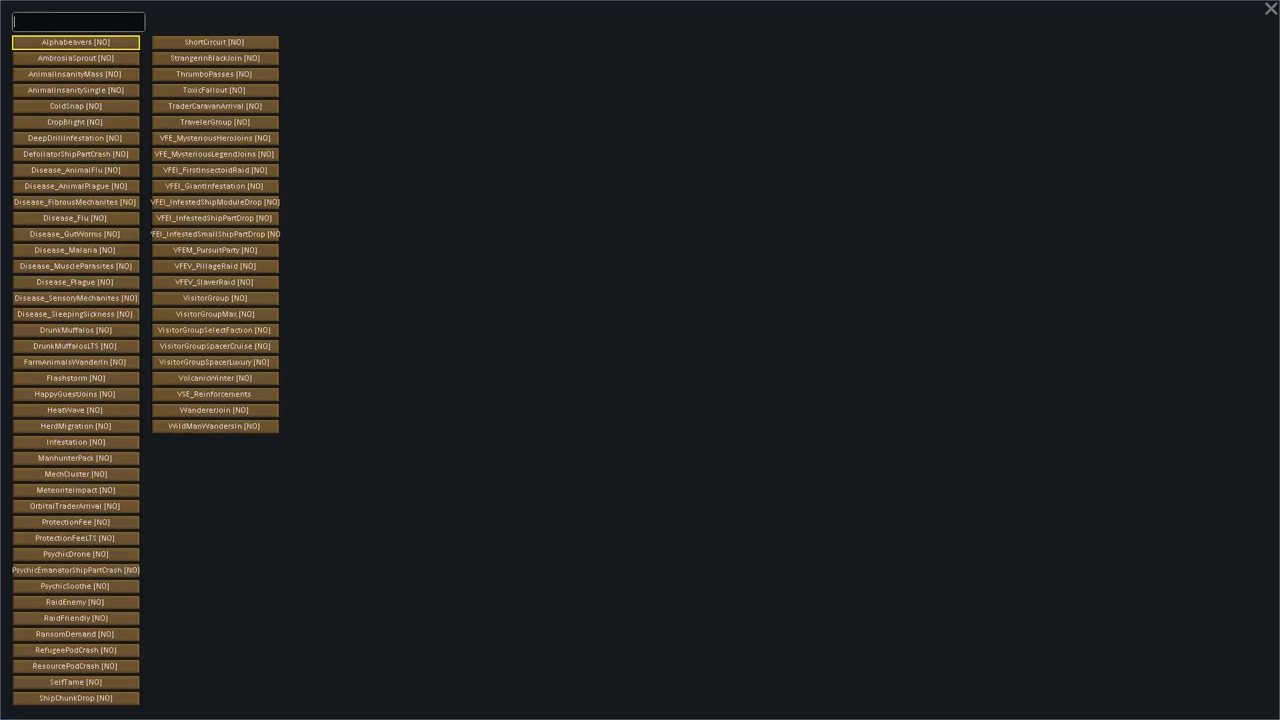 Alphabeavers [NO]
AmbrosiaSprout [NO]
AnimalInsanityMass [NO]
AnimalInsanitySingle [NO]
ColdSnap [NO]
CropBlight [NO]
DeepDrillInfestation [NO]
DefoliatorShipPartCrash [NO]
Disease_AnimalFlu [NO]
Disease_AnimalPlague [NO]
Disease_FibrousMechanites [NO]
Disease_Flu [NO]
Disease_GutWorms [NO]
Disease_Malaria [NO]
Disease_MuscleParasites [NO]
Disease_Plague [NO]
Disease_SensoryMechanites [NO]
Disease_SleepingSickness [NO]
DrunkMuffalos [NO]
DrunkMuffalosLTS [NO]
FarmAnimalsWanderIn [NO]
Flashstorm [NO]
HappyGuestJoins [NO]
HeatWave [NO]
HerdMigration [NO]
Infestation [NO]
ManhunterPack [NO]
MechCluster [NO]
MeteoriteImpact [NO]
OrbitalTraderArrival [NO]
ProtectionFee [NO]
ProtectionFeeLTS [NO]
PsychicDrone [NO]
PsychicEmanatorShipPartCrash [NO]
PsychicSoothe [NO]
RaidEnemy [NO]
RaidFriendly [NO]
RansomDemand [NO]
RefugeePodCrash [NO]
ResourcePodCrash [NO]
SelfTame [NO]
ShipChunkDrop [NO]
ShortCircuit [NO]
StrangerInBlackJoin [NO]
ThrumboPasses [NO]
ToxicFallout [NO]
TraderCaravanArrival [NO]
TravelerGroup [NO]
VFE_MysteriousHeroJoins [NO]
VFE_MysteriousLegendJoins [NO]
VFEI_FirstInsectoidRaid [NO]
VFEI_GiantInfestation [NO]
VFEI_InfestedShipModuleDrop [NO]
VFEI_InfestedShipPartDrop [NO]
FEI_InfestedSmallShipPartDrop [NO
VFEM_PursuitParty [NO]
VFEV_PillageRaid [NO]
VFEV_SlaverRaid [NO]
VisitorGroup [NO]
VisitorGroupMax [NO]
VisitorGroupSelectFaction [NO]
VisitorGroupSpacerCruise [NO]
VisitorGroupSpacerLuxury [NO]
VolcanicWinter [NO]
VSE_Reinforcements
WandererJoin [NO]
WildManWandersIn [NO]